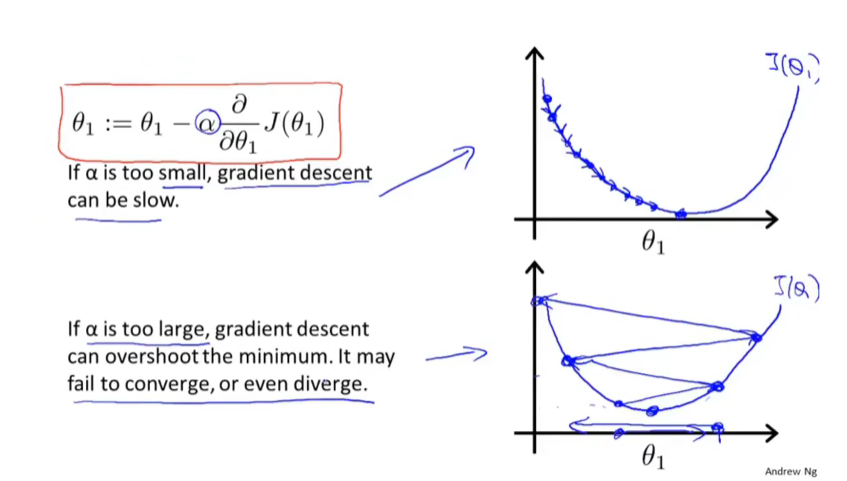 θ₁ := θ₁ − α ∂/∂θ₁ J(θ₁)
If α is too small, gradient descent
can be slow.
J(θ₁)
θ₁
If α is too large, gradient descent
can overshoot the minimum. It may
fail to converge, or even diverge.
J(θ₁)
θ₁
Andrew Ng